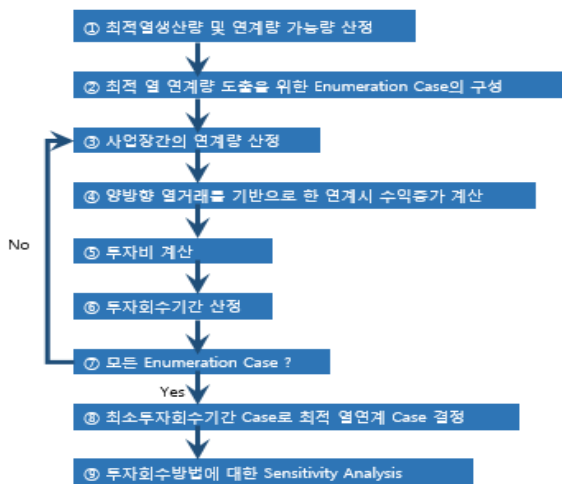 ① 최적열생산량 및 연계량 가능량 산정
② 최적 열 연계량 도출을 위한 Enumeration Case의 구성
③ 사업장간의 연계량 산정
④ 양방향 열거래를 기반으로 한 연계시 수익증가 계산
No
⑤ 투자비 계산
⑥ 투자회수기간 산정
⑦ 모든 Enumeration Case ?
Yes
⑧ 최소투자회수기간 Case로 최적 열연계 Case 결정
⑨ 투자회수방법에 대한 Sensitivity Analysis